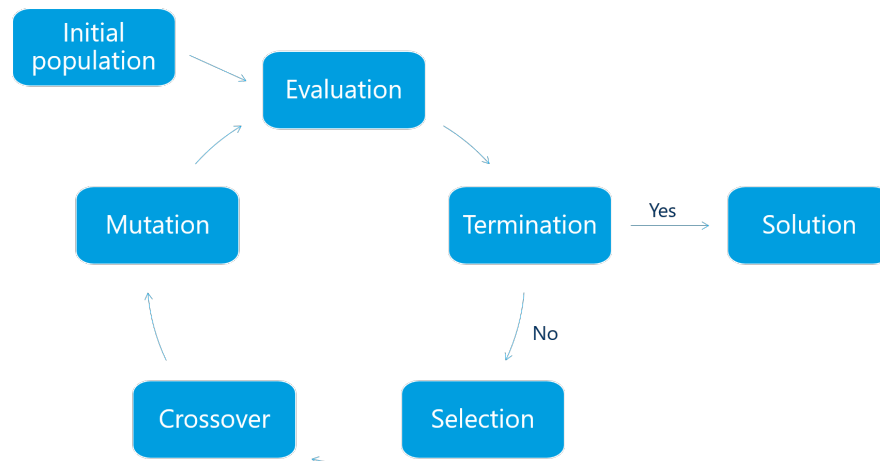 Initial
population
Evaluation
Mutation
Termination
Yes
Solution
No
Crossover
Selection